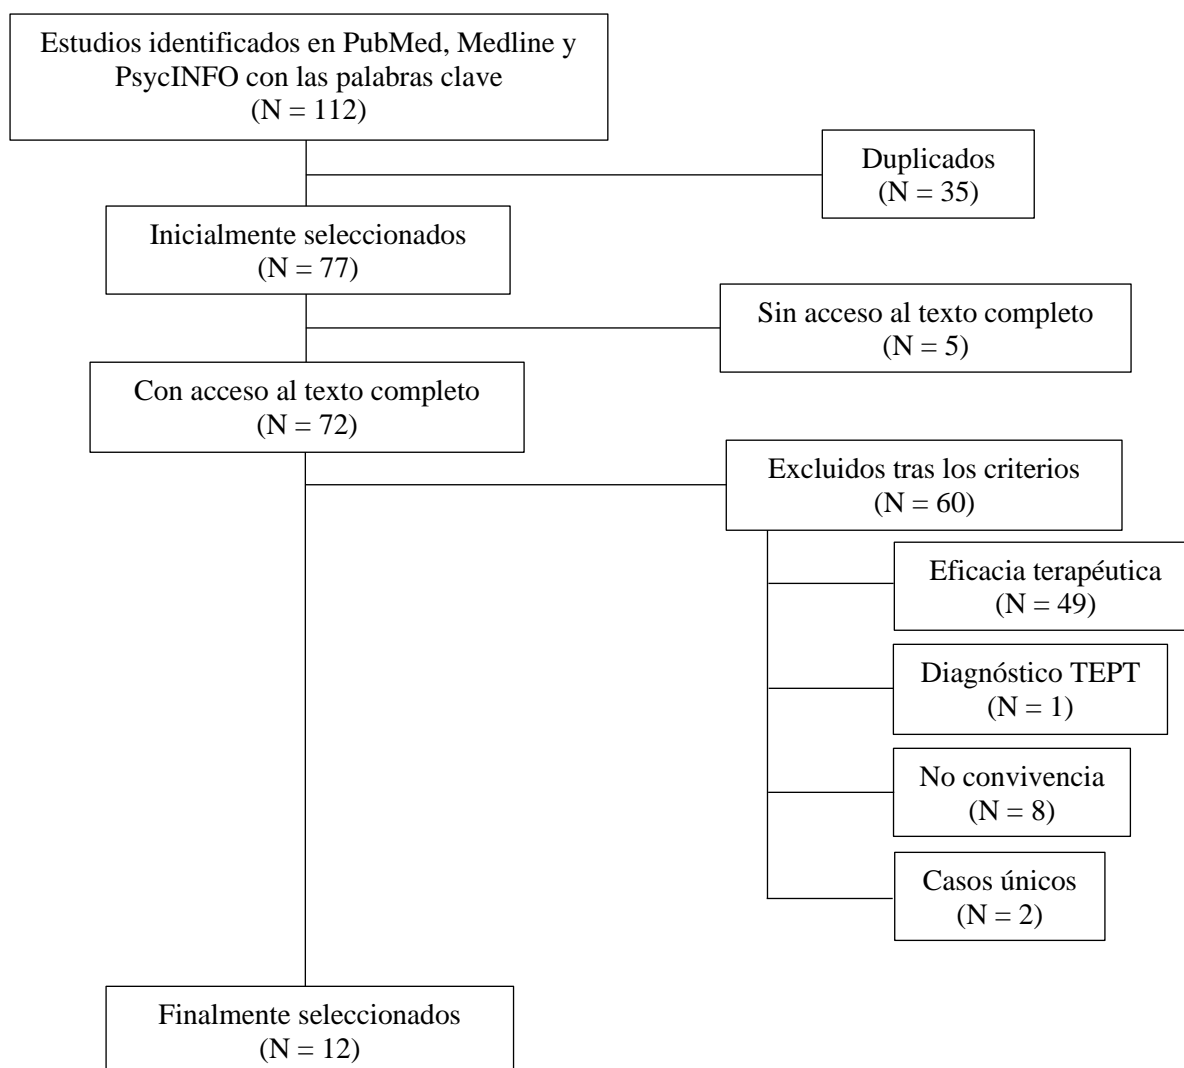 Estudios identificados en PubMed, Medline y
PsycINFO con las palabras clave
(N = 112)
Duplicados
(N = 35)
Inicialmente seleccionados
(N = 77)
Sin acceso al texto completo
(N = 5)
Con acceso al texto completo
(N = 72)
Excluidos tras los criterios
(N = 60)
Eficacia terapéutica
(N = 49)
Diagnóstico TEPT
(N = 1)
No convivencia
(N = 8)
Casos únicos
(N = 2)
Finalmente seleccionados
(N = 12)